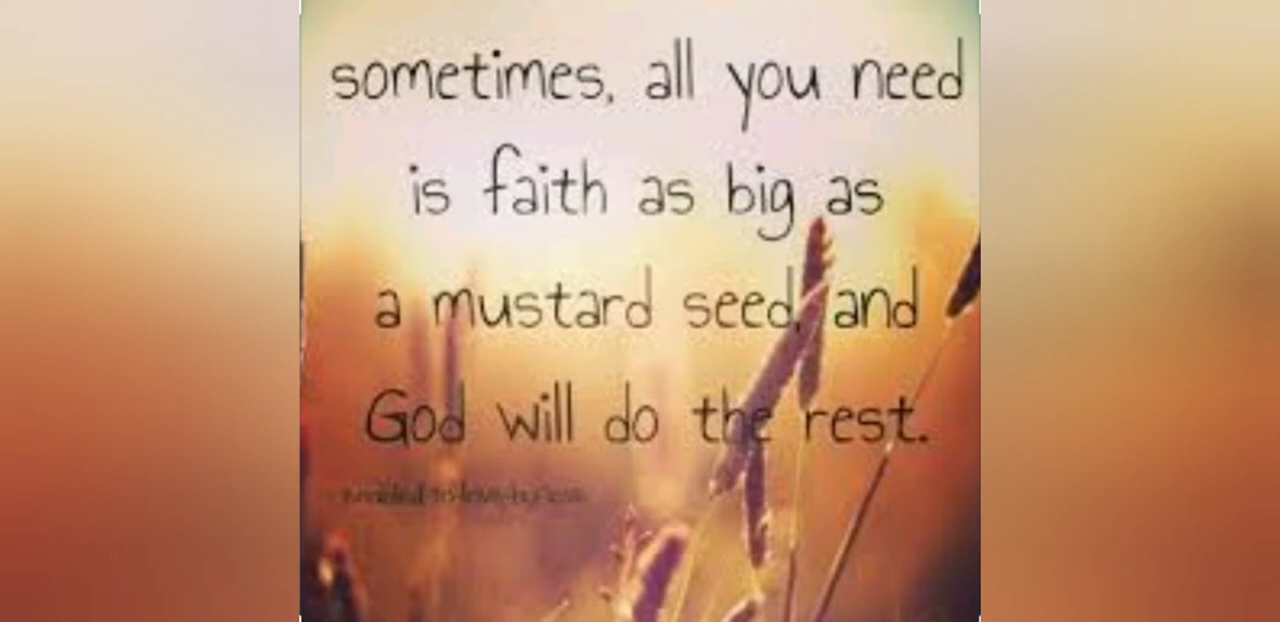 sometimes, all you need
is faith as big as
a mustard seed, and
God will do the rest.